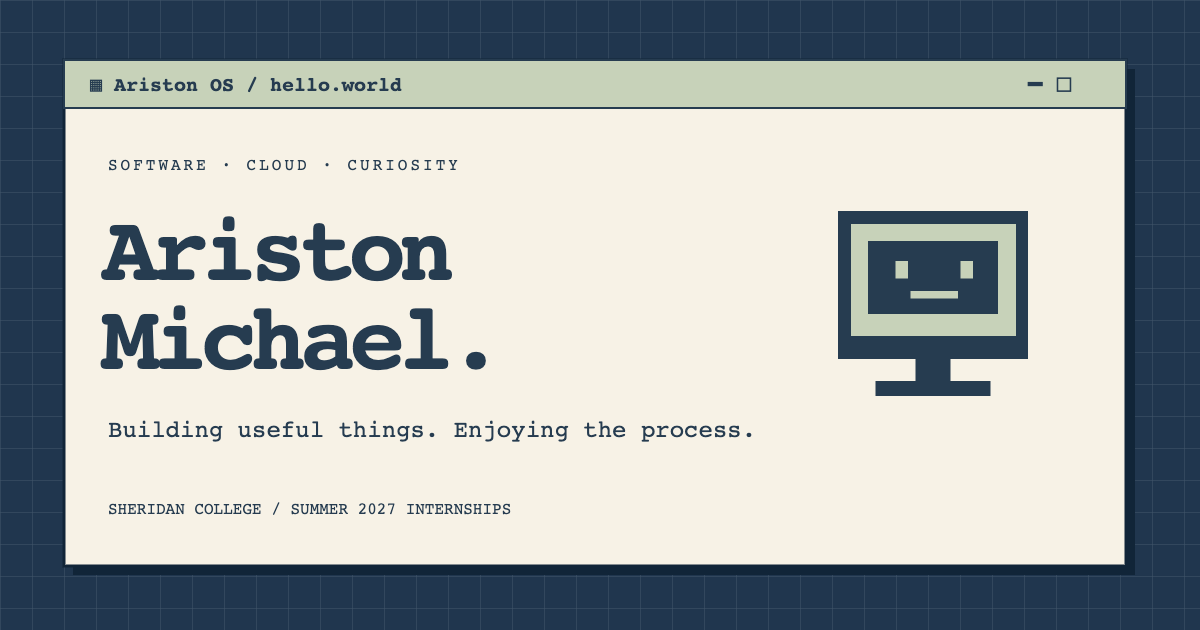 Ariston OS / hello.world
SOFTWARE · CLOUD · CURIOSITY
Ariston
Michael.
Building useful things. Enjoying the process.
SHERIDAN COLLEGE / SUMMER 2027 INTERNSHIPS